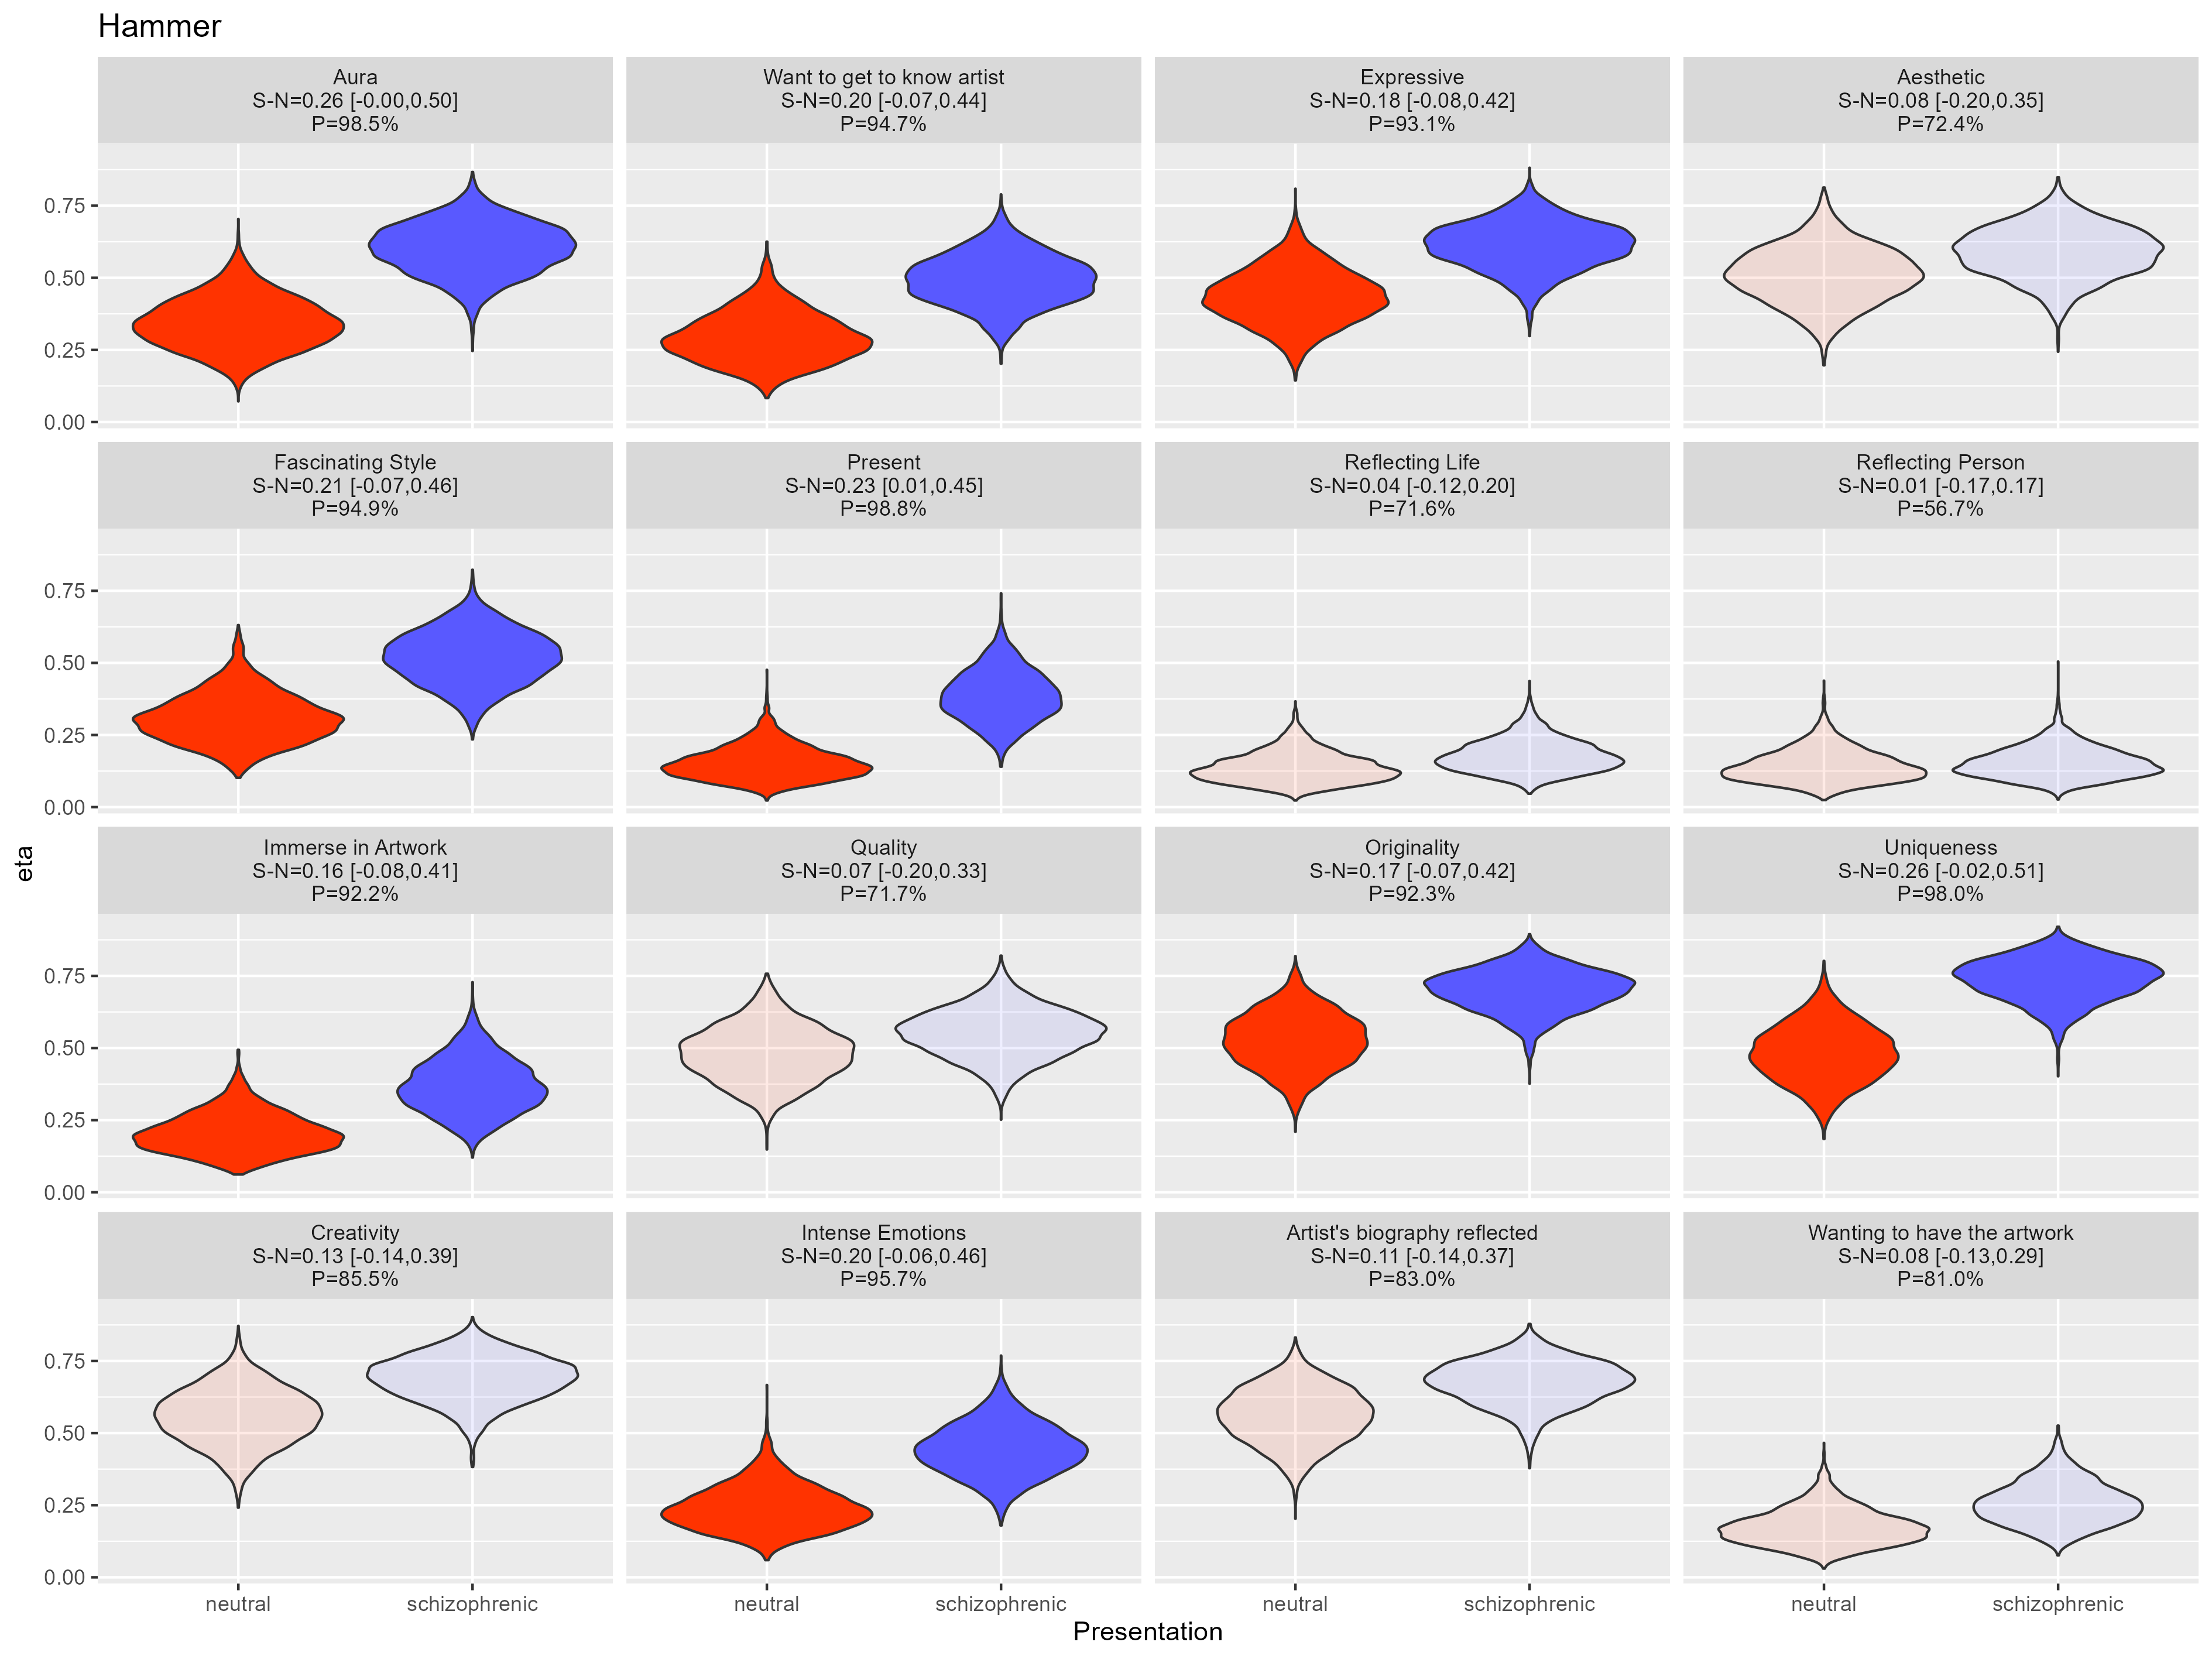 Hammer
Aura
S-N=0.26 [-0.00,0.50]
P=98.5%
Want to get to know artist
S-N=0.20 [-0.07,0.44]
P=94.7%
Expressive
S-N=0.18 [-0.08,0.42]
P=93.1%
Aesthetic
S-N=0.08 [-0.20,0.35]
P=72.4%
0.75
0.50
0.25
0.00
Fascinating Style
S-N=0.21 [-0.07,0.46]
P=94.9%
Present
S-N=0.23 [0.01,0.45]
P=98.8%
Reflecting Life
S-N=0.04 [-0.12,0.20]
P=71.6%
Reflecting Person
S-N=0.01 [-0.17,0.17]
P=56.7%
0.75
0.50
0.25
0.00
eta
Immerse in Artwork
S-N=0.16 [-0.08,0.41]
P=92.2%
Quality
S-N=0.07 [-0.20,0.33]
P=71.7%
Originality
S-N=0.17 [-0.07,0.42]
P=92.3%
Uniqueness
S-N=0.26 [-0.02,0.51]
P=98.0%
0.75
0.50
0.25
0.00
Creativity
S-N=0.13 [-0.14,0.39]
P=85.5%
Intense Emotions
S-N=0.20 [-0.06,0.46]
P=95.7%
Artist's biography reflected
S-N=0.11 [-0.14,0.37]
P=83.0%
Wanting to have the artwork
S-N=0.08 [-0.13,0.29]
P=81.0%
0.75
0.50
0.25
0.00
neutral schizophrenic neutral schizophrenic neutral schizophrenic neutral schizophrenic
Presentation